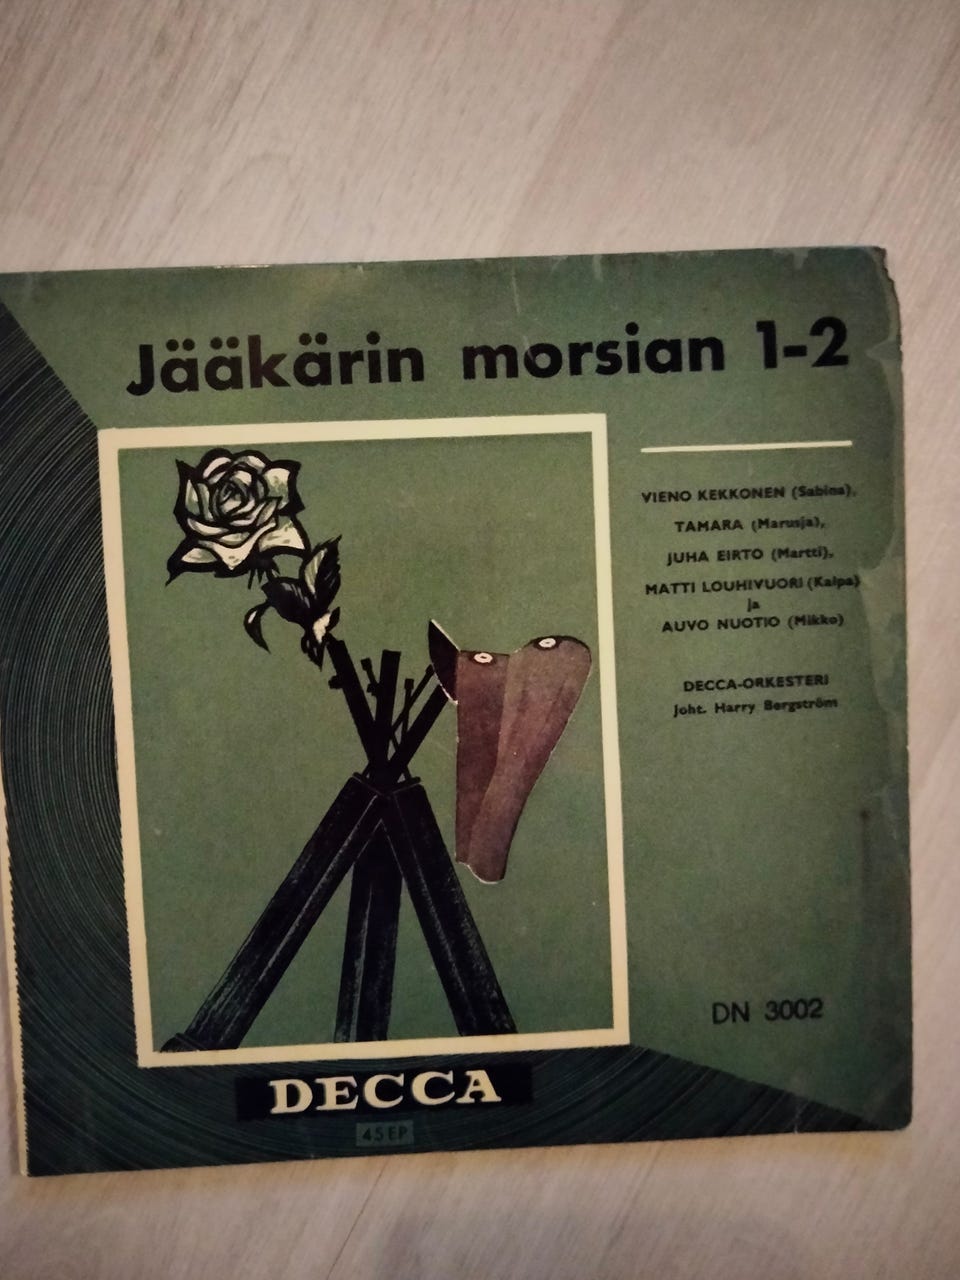 Jääkärin morsian 1-2
VIENO KEKKONEN (Sabina),
TAMARA (Marusja),
JUHA EIRTO (Martti),
MATTI LOUHIVUORI (Kalpa)
ja
AUVO NUOTIO (Mikko)
DECCA-ORKESTERI
Joht. Harry Bergström
DN 3002
DECCA
45 EP